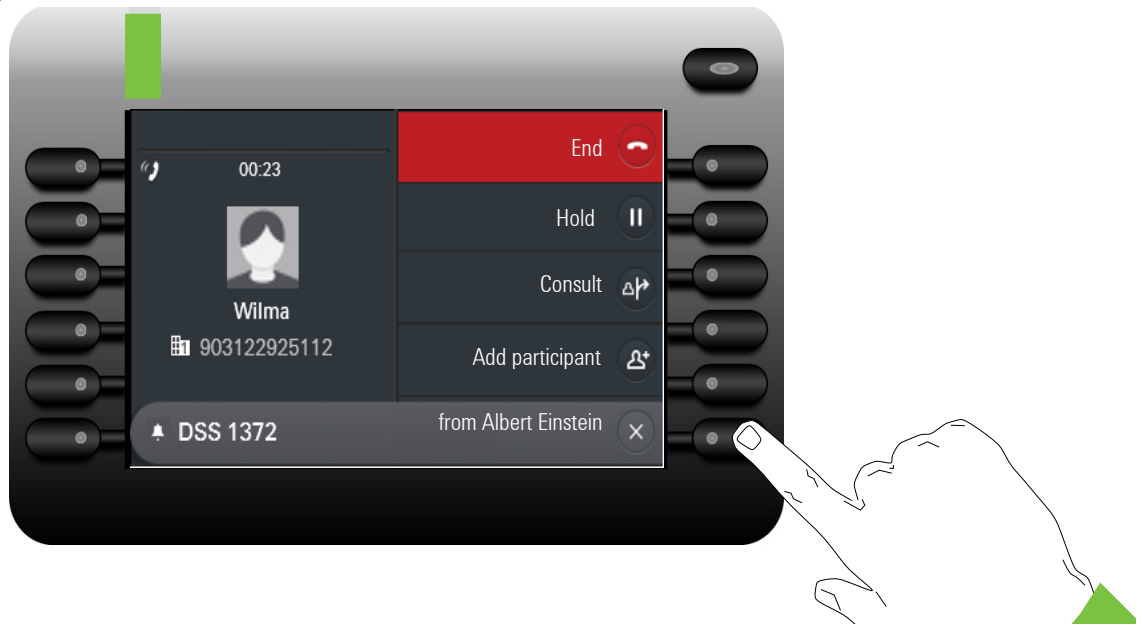 00:23
Wilma
903122925112
End
Hold
Consult
Add participant
DSS 1372
from Albert Einstein